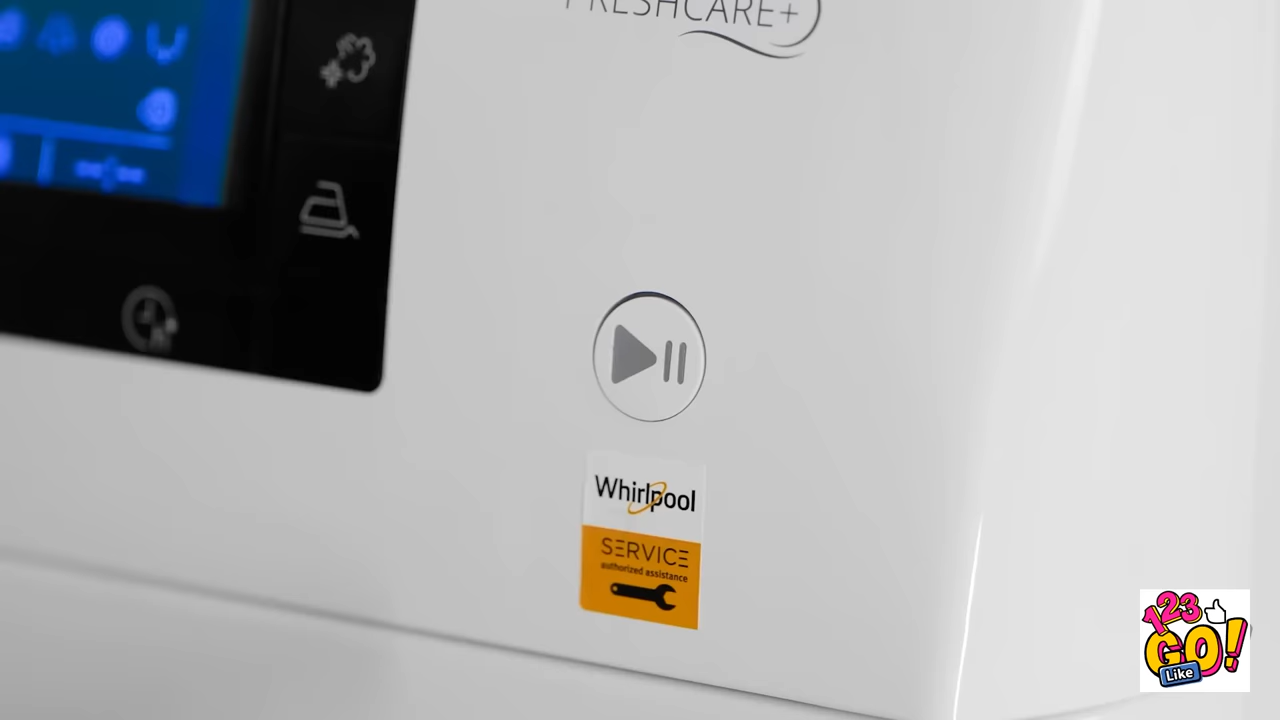 FRESHCARE+
Whirlpool
SERVICE
authorized assistance
123
GO!
Like